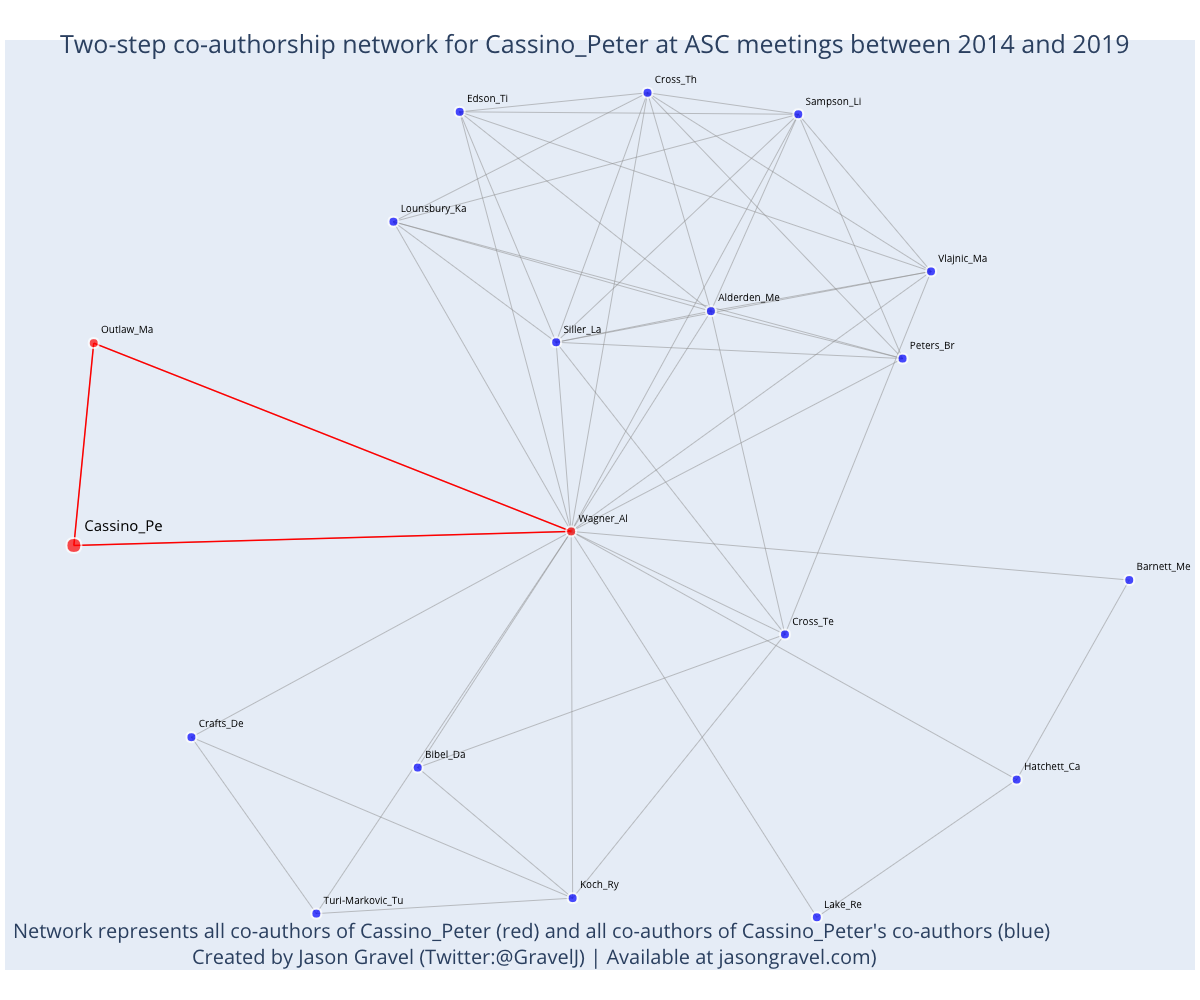 Two-step co-authorship network for Cassino_Peter at ASC meetings between 2014 and 2019
Cross_Th
Edson_Ti
Sampson_Li
Lounsbury_Ka
Vlajnic_Ma
Alderden_Me
Outlaw_Ma
Siller_La
Peters_Br
Cassino_Pe
Wagner_Al
Barnett_Me
Cross_Te
Crafts_De
Bibel_Da
Hatchett_Ca
Koch_Ry
Turi-Markovic_Tu
Lake_Re
Network represents all co-authors of Cassino_Peter (red) and all co-authors of Cassino_Peter's co-authors (blue)
Created by Jason Gravel (Twitter:@GravelJ) | Available at jasongravel.com)